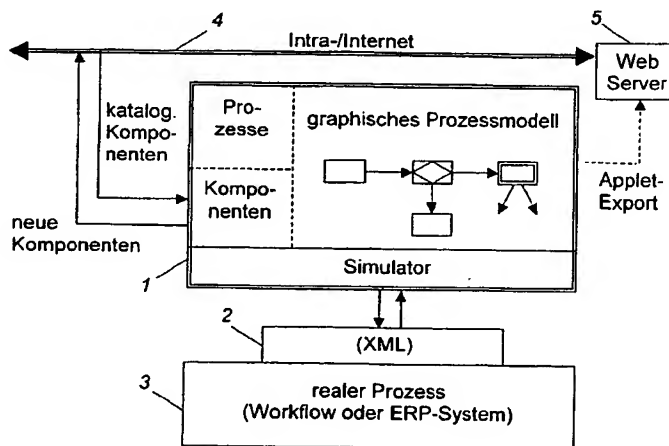 4
5
Intra-/Internet
Web
Server
katalog.
Kompo-
nenten
Pro-
zesse
graphisches Prozessmodell
Kompo-
nenten
Applet-
Export
neue
Komponenten
1
Simulator
2
(XML)
3
realer Prozess
(Workflow oder ERP-System)